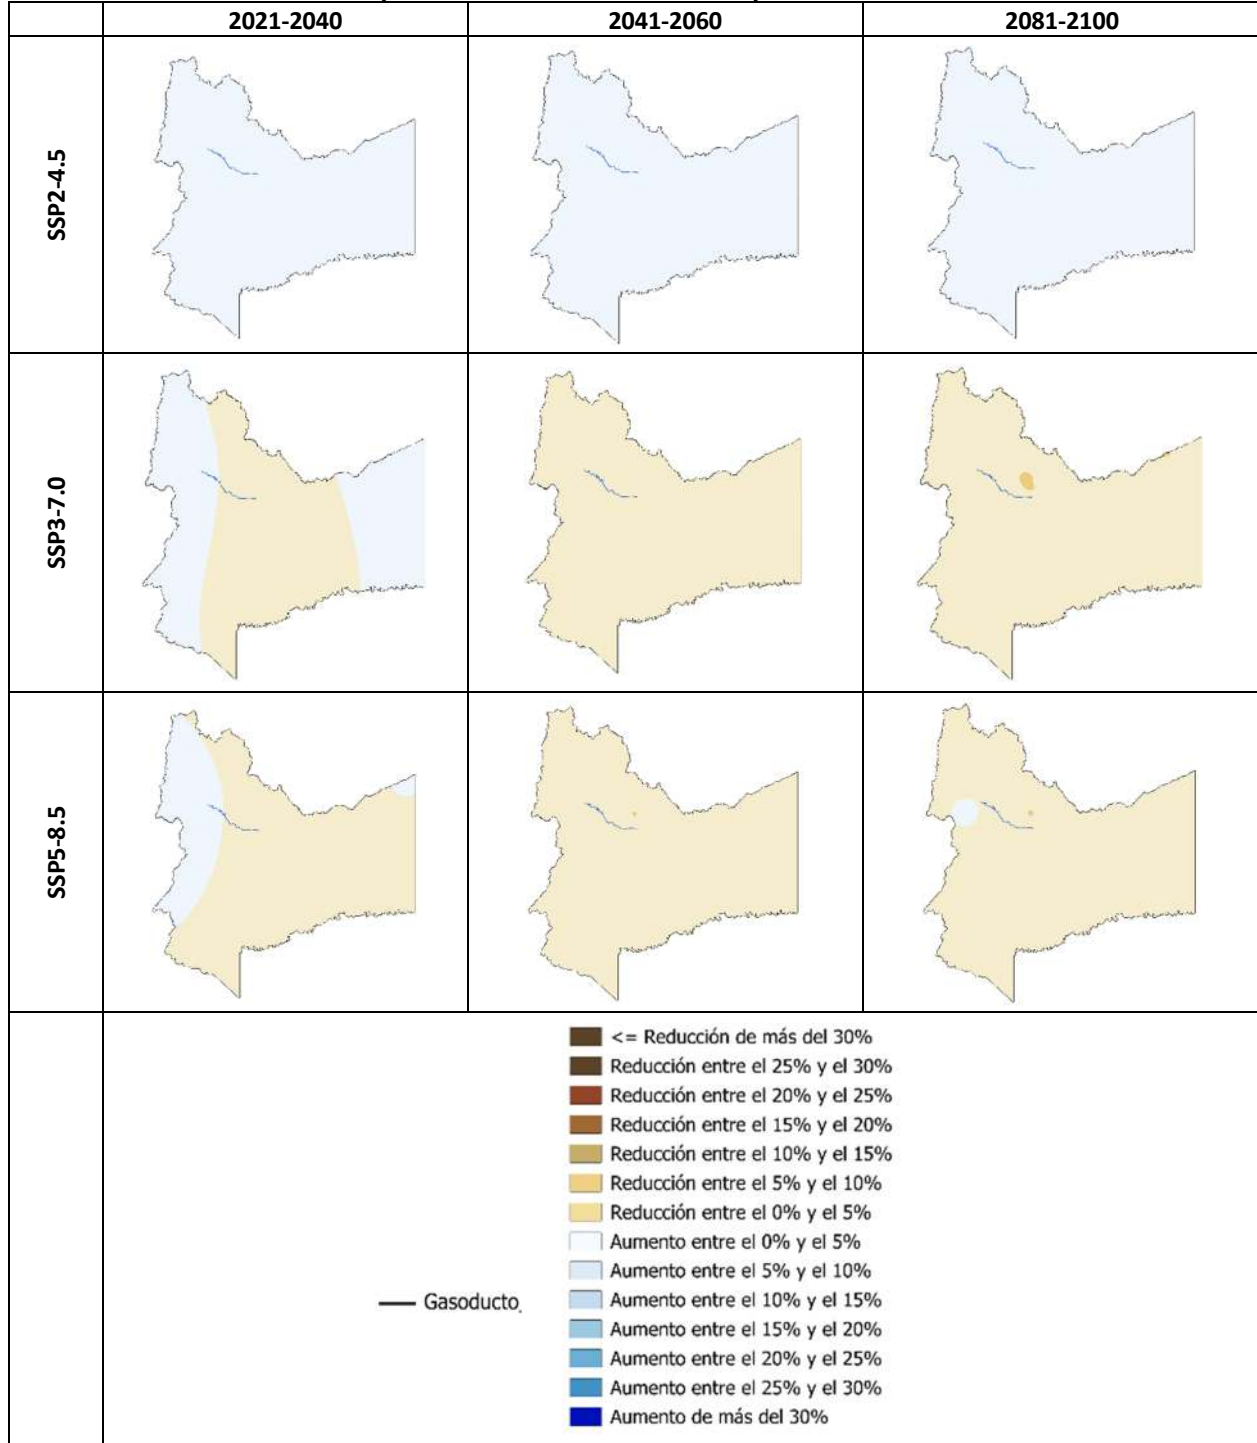 2021-2040 2041-2060 2081-2100
SSP2-4.5
SSP3-7.0
SSP5-8.5
<= Reducción de más del 30%
Reducción entre el 25% y el 30%
Reducción entre el 20% y el 25%
Reducción entre el 15% y el 20%
Reducción entre el 10% y el 15%
Reducción entre el 5% y el 10%
Reducción entre el 0% y el 5%
Aumento entre el 0% y el 5%
Aumento entre el 5% y el 10%
Gasoducto Aumento entre el 10% y el 15%
Aumento entre el 15% y el 20%
Aumento entre el 20% y el 25%
Aumento entre el 25% y el 30%
Aumento de más del 30%